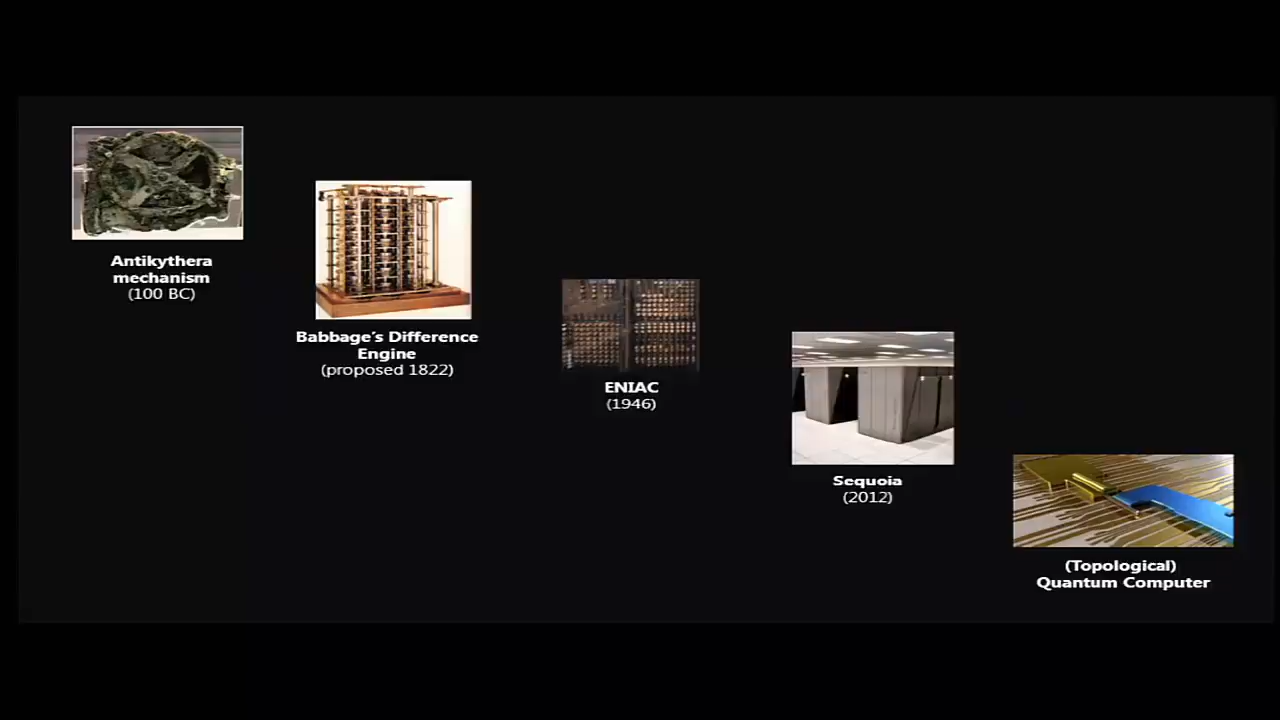 Antikythera
mechanism
(100 BC)
Babbage's Difference
Engine
(proposed 1822)
ENIAC
(1946)
Sequoia
(2012)
(Topological)
Quantum Computer